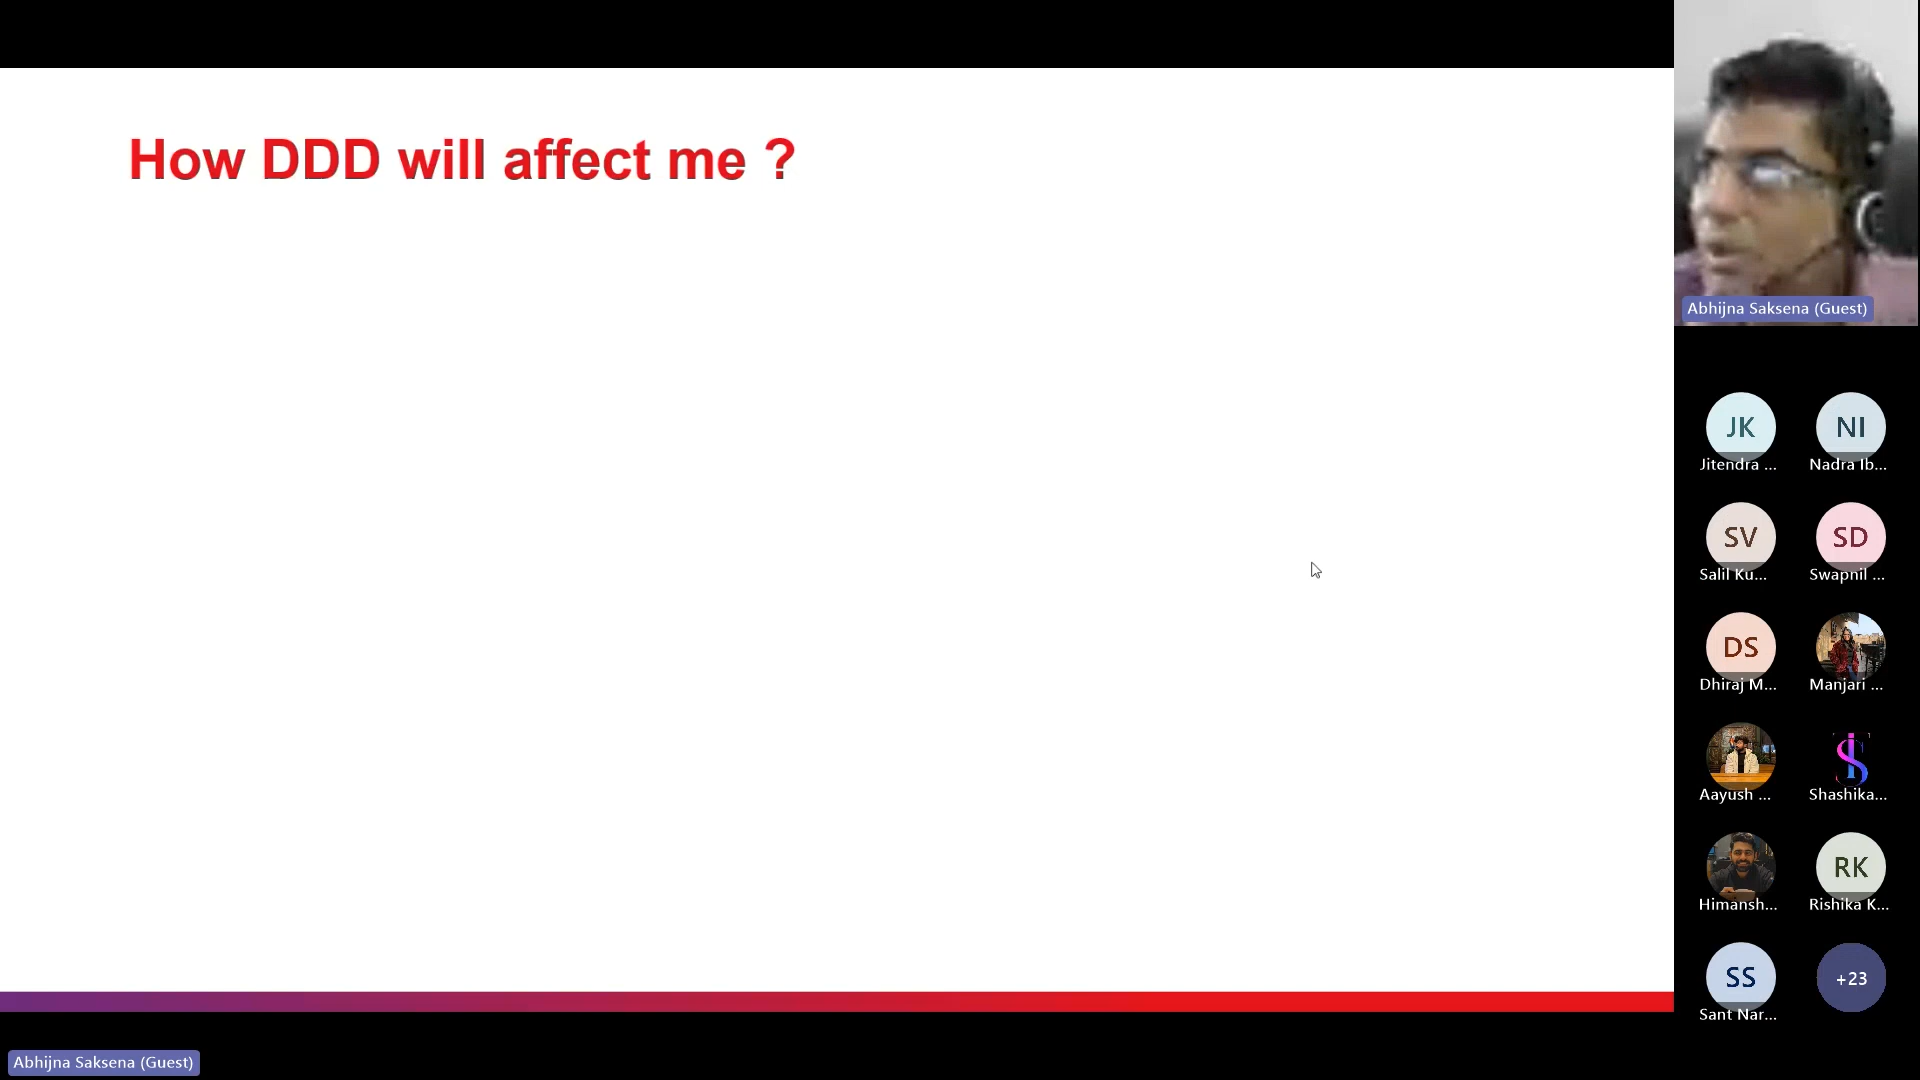 How DDD will affect me ?
Abhijna Saksena (Guest)
JK
NI
Jitendra ...
Nadra Ib...
SV
SD
Salil Ku...
Swapnil ...
DS
Dhiraj M...
Manjari ...
Aayush ...
Shashika...
Himansh...
RK
Rishika K...
SS
+23
Sant Nar...
Abhijna Saksena (Guest)